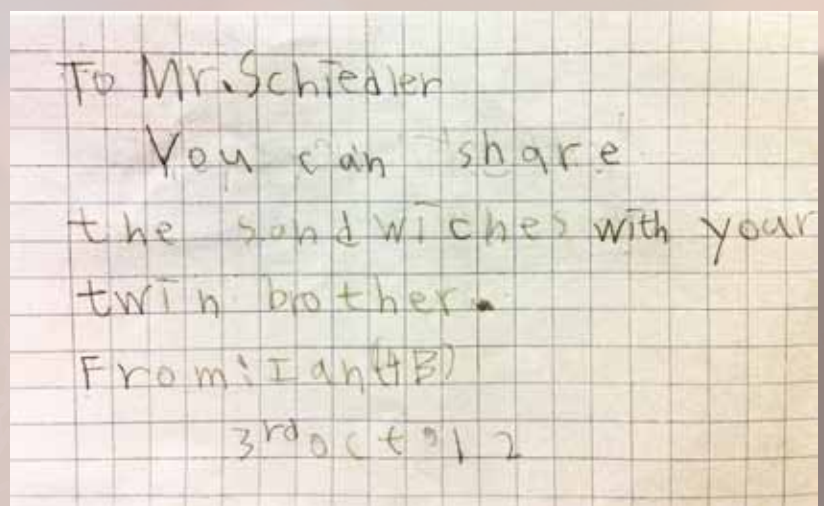 To Mr.Schiedler
You can share
the sandwiches with your
twin brother.
From:Ian(4B)
3rd oct '12